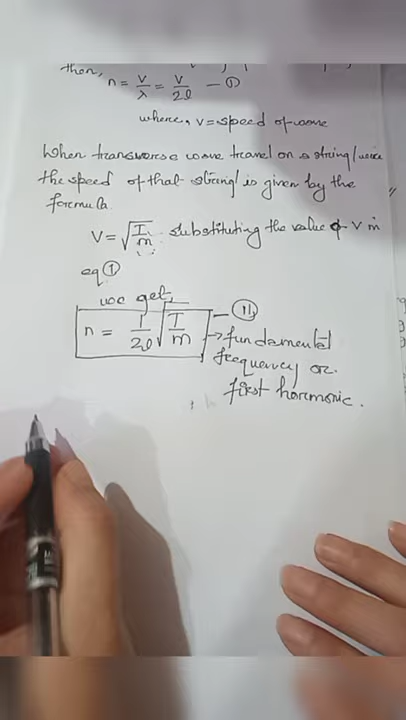 then,
n = V/λ = V/2l — ①
where, V = speed of wave
When transverse wave travel on a string/wire
the speed of that string is given by the
formula.
V = √T/m. substituting the value of V in
eq ①
we get,
n = 1/2l √T/m — ⑪
→ fundamental
frequency or
first harmonic.